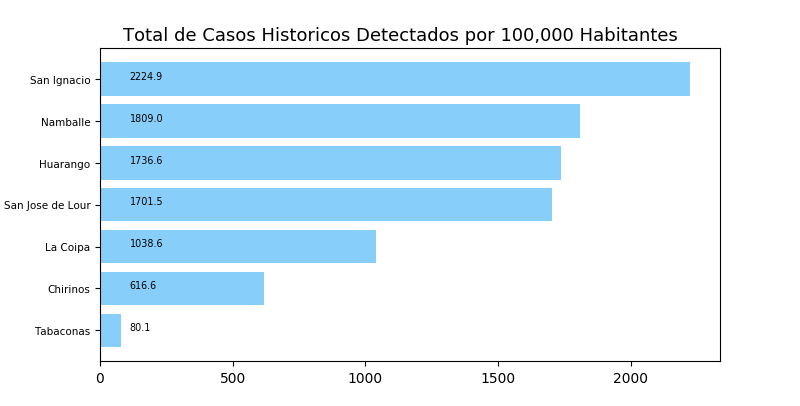 Total de Casos Historicos Detectados por 100,000 Habitantes
San Ignacio 2224.9
Namballe 1809.0
Huarango 1736.6
San Jose de Lour 1701.5
La Coipa 1038.6
Chirinos 616.6
Tabaconas 80.1
0 500 1000 1500 2000